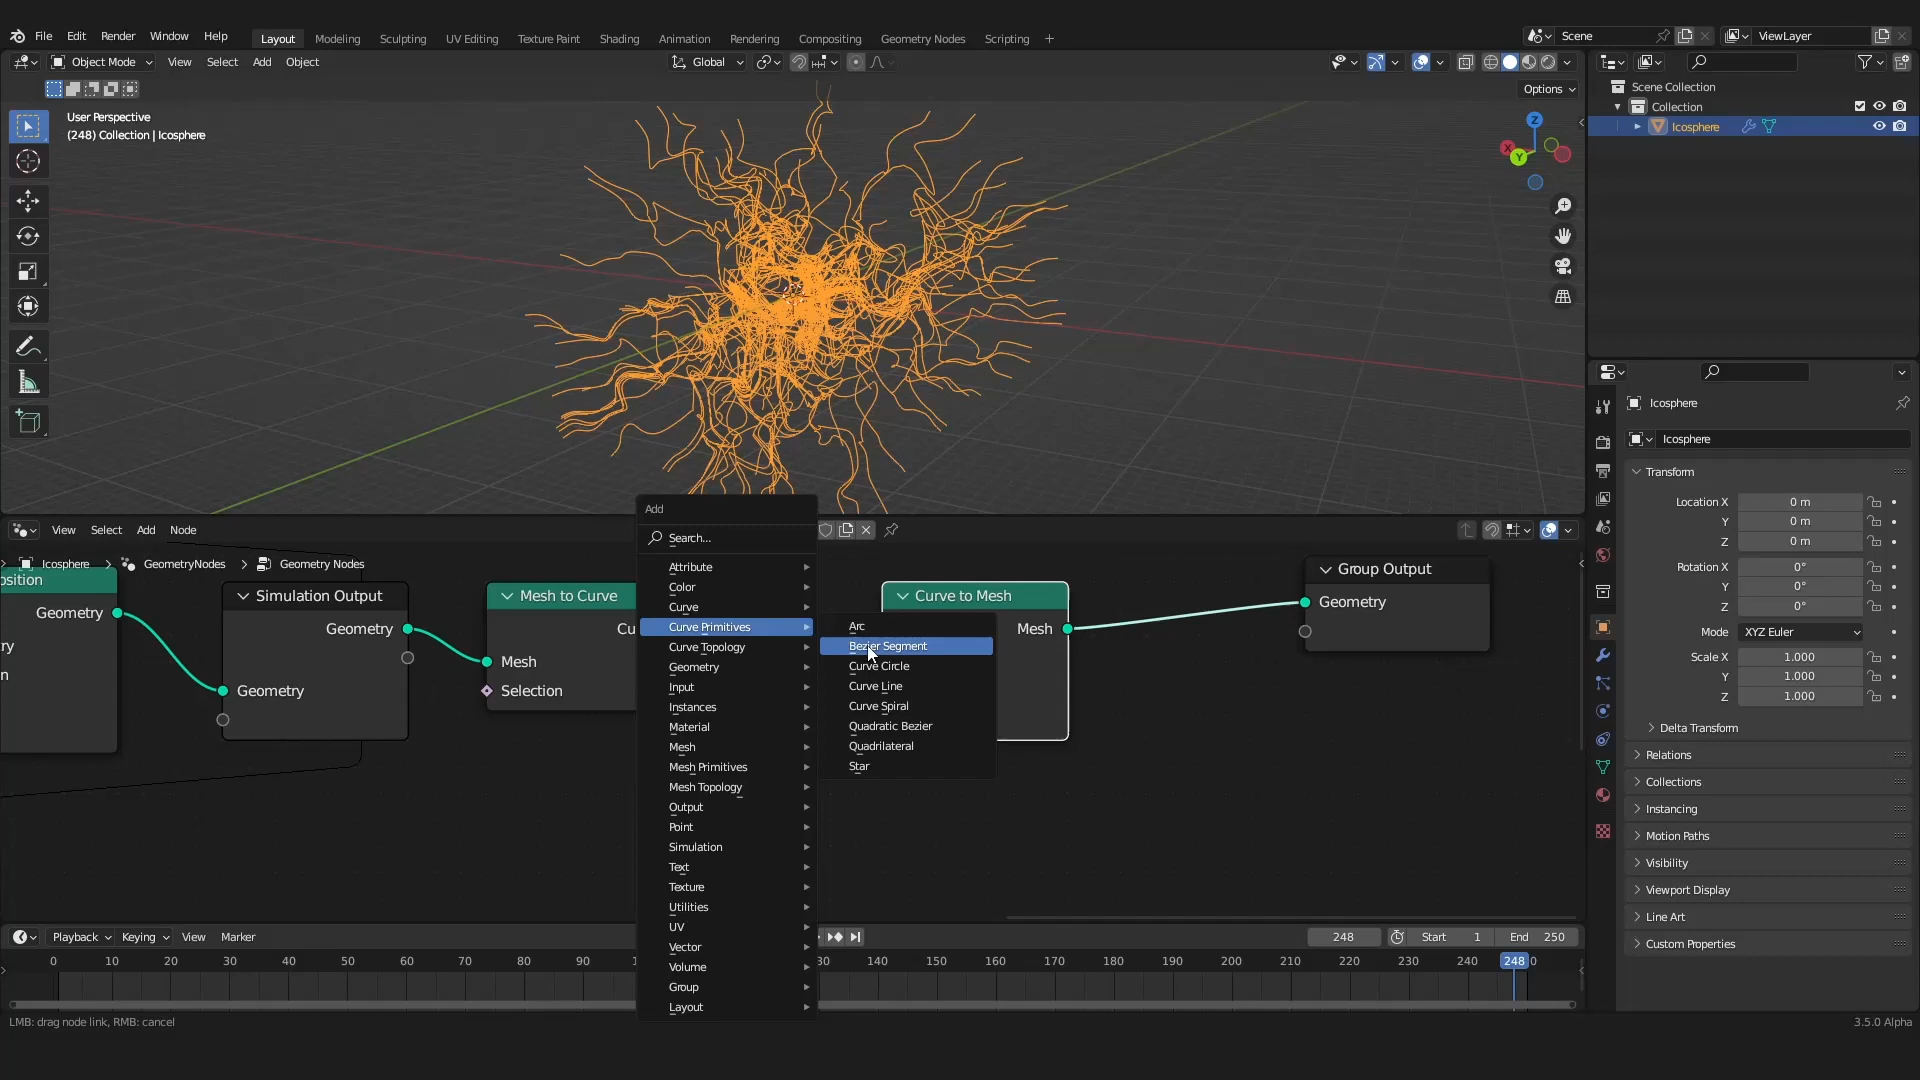 File Edit Render Window Help Layout Modeling Sculpting UV Editing Texture Paint Shading Animation Rendering Compositing Geometry Nodes Scripting + Scene ViewLayer
Object Mode View Select Add Object Global
Options
User Perspective
(248) Collection | Icosphere
Z
X
Y
Scene Collection
Collection
Icosphere
Icosphere
Icosphere
Transform
Location X 0 m
Y 0 m
Z 0 m
Rotation X 0°
Y 0°
Z 0°
Mode XYZ Euler
Scale X 1.000
Y 1.000
Z 1.000
Delta Transform
Relations
Collections
Instancing
Motion Paths
Visibility
Viewport Display
Line Art
Custom Properties
View Select Add Node
Icosphere > GeometryNodes > Geometry Nodes
sition
Geometry
ry
n
Simulation Output
Geometry
Geometry
Mesh to Curve
Cu
Mesh
Selection
Add
Search...
Attribute
Color
Curve
Curve Primitives
Curve Topology
Geometry
Input
Instances
Material
Mesh
Mesh Primitives
Mesh Topology
Output
Point
Simulation
Text
Texture
Utilities
UV
Vector
Volume
Group
Layout
Arc
Bezier Segment
Curve Circle
Curve Line
Curve Spiral
Quadratic Bezier
Quadrilateral
Star
Curve to Mesh
Mesh
Group Output
Geometry
Playback Keying View Marker 248 Start 1 End 250
0 10 20 30 40 50 60 70 80 90 1 30 140 150 160 170 180 190 200 210 220 230 240 248 0
LMB: drag node link, RMB: cancel
3.5.0 Alpha